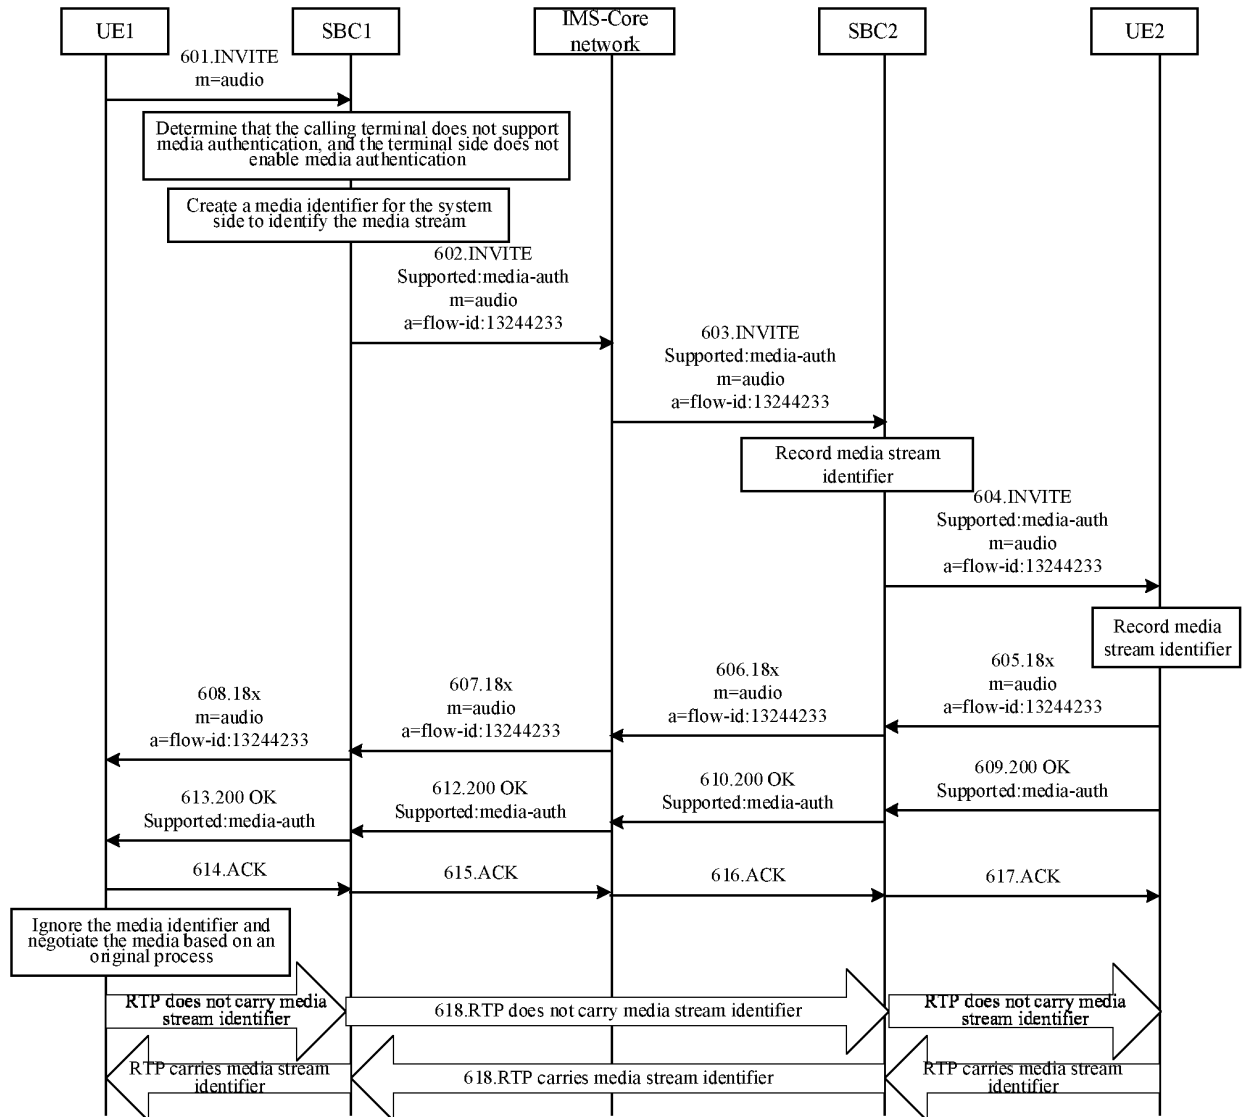 UE1
SBC1
IMS-Core
network
SBC2
UE2
601.INVITE
m=audio
Determine that the calling terminal does not support
media authentication, and the terminal side does not
enable media authentication
Create a media identifier for the system
side to identify the media stream
602.INVITE
Supported:media-auth
m=audio
a=flow-id:13244233
603.INVITE
Supported:media-auth
m=audio
a=flow-id:13244233
Record media stream
identifier
604.INVITE
Supported:media-auth
m=audio
a=flow-id:13244233
Record media
stream identifier
605.18x
m=audio
a=flow-id:13244233
606.18x
m=audio
a=flow-id:13244233
607.18x
m=audio
a=flow-id:13244233
608.18x
m=audio
a=flow-id:13244233
609.200 OK
Supported:media-auth
610.200 OK
Supported:media-auth
612.200 OK
Supported:media-auth
613.200 OK
Supported:media-auth
614.ACK
615.ACK
616.ACK
617.ACK
Ignore the media identifier and
negotiate the media based on an
original process
RTP does not carry media
stream identifier
618.RTP does not carry media stream identifier
RTP does not carry media
stream identifier
RTP carries media stream
identifier
618.RTP carries media stream identifier
RTP carries media stream
identifier